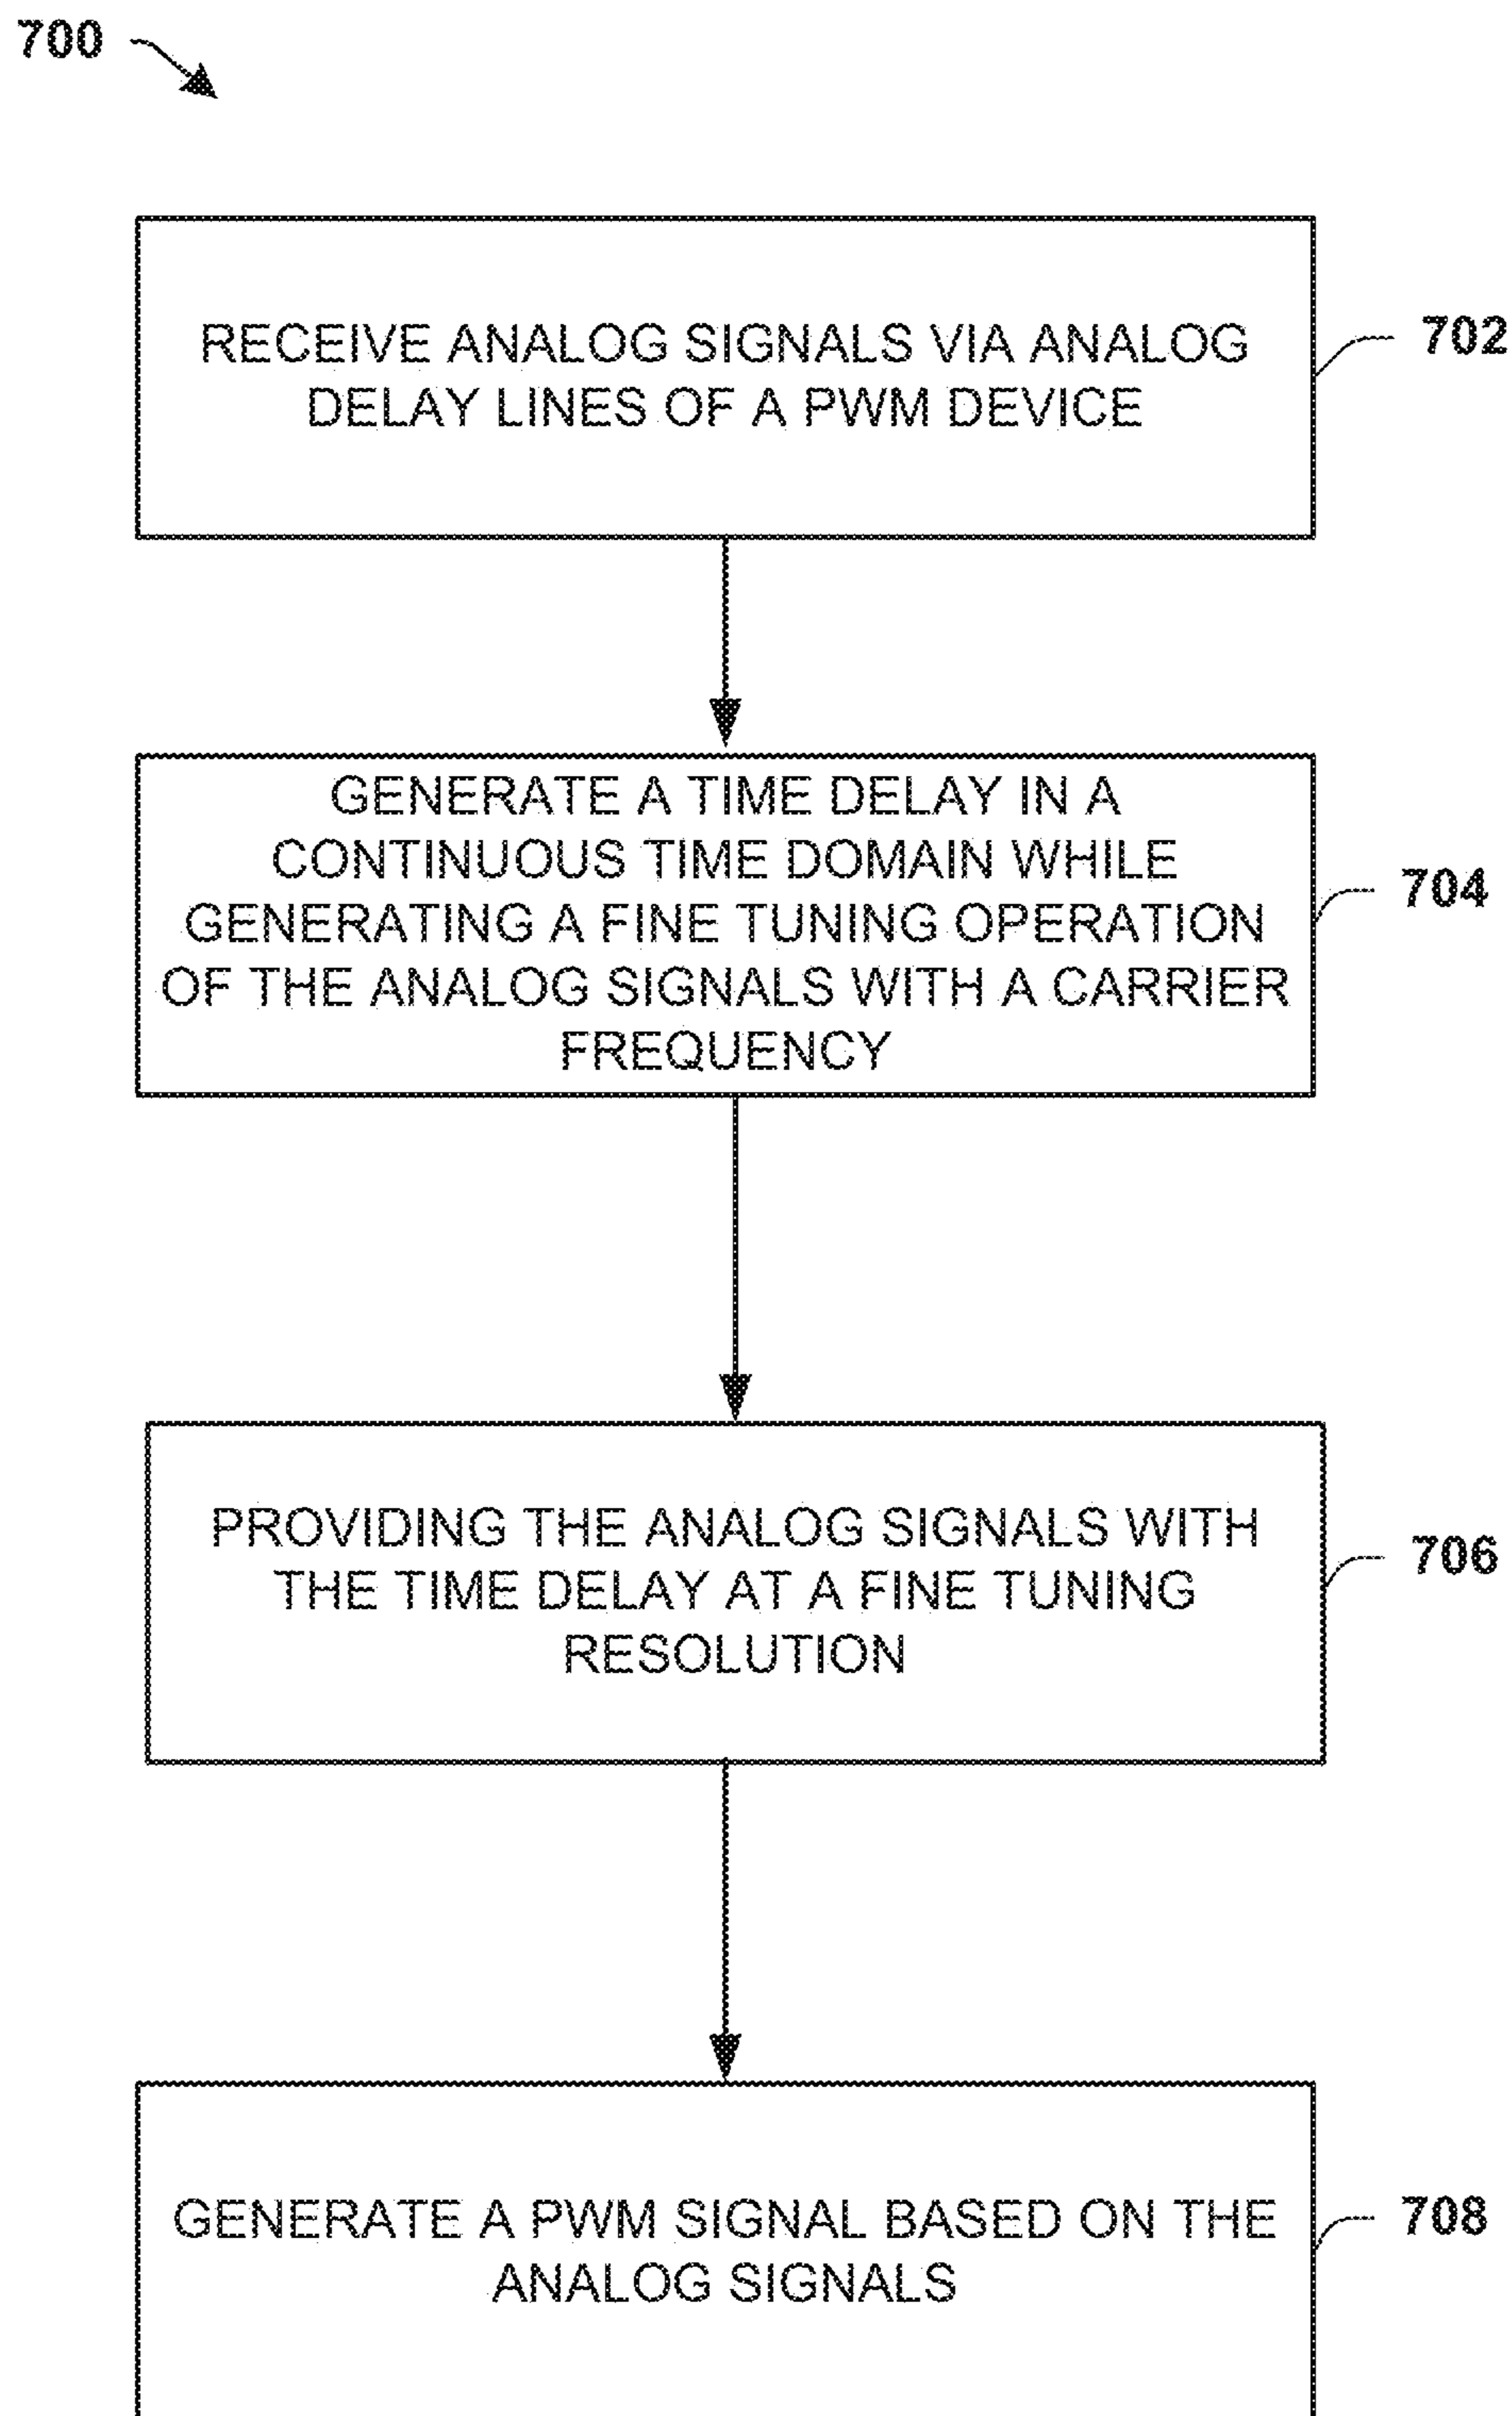 700
RECEIVE ANALOG SIGNALS VIA ANALOG
DELAY LINES OF A PWM DEVICE
702
GENERATE A TIME DELAY IN A
CONTINUOUS TIME DOMAIN WHILE
GENERATING A FINE TUNING OPERATION
OF THE ANALOG SIGNALS WITH A CARRIER
FREQUENCY
704
PROVIDING THE ANALOG SIGNALS WITH
THE TIME DELAY AT A FINE TUNING
RESOLUTION
706
GENERATE A PWM SIGNAL BASED ON THE
ANALOG SIGNALS
708